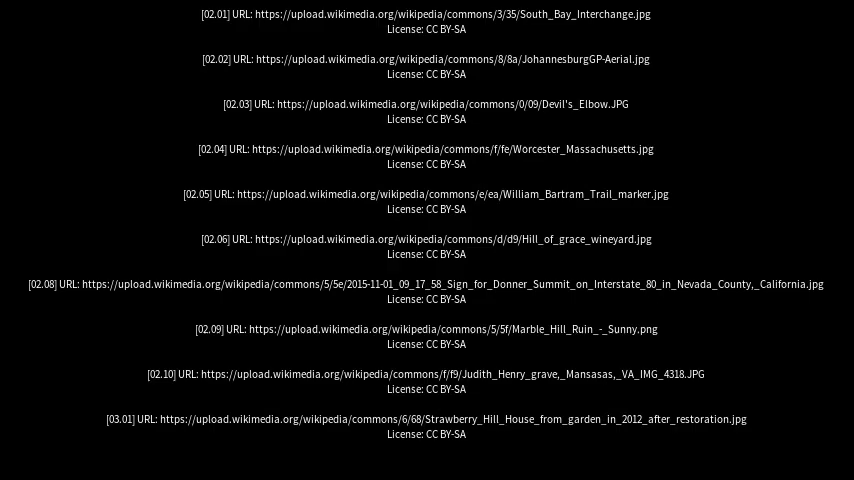 [02.01] URL: https://upload.wikimedia.org/wikipedia/commons/3/35/South_Bay_Interchange.jpg
License: CC BY-SA
[02.02] URL: https://upload.wikimedia.org/wikipedia/commons/8/8a/JohannesburgGP-Aerial.jpg
License: CC BY-SA
[02.03] URL: https://upload.wikimedia.org/wikipedia/commons/0/09/Devil's_Elbow.JPG
License: CC BY-SA
[02.04] URL: https://upload.wikimedia.org/wikipedia/commons/f/fe/Worcester_Massachusetts.jpg
License: CC BY-SA
[02.05] URL: https://upload.wikimedia.org/wikipedia/commons/e/ea/William_Bartram_Trail_marker.jpg
License: CC BY-SA
[02.06] URL: https://upload.wikimedia.org/wikipedia/commons/d/d9/Hill_of_grace_wineyard.jpg
License: CC BY-SA
[02.08] URL: https://upload.wikimedia.org/wikipedia/commons/5/5e/2015-11-01_09_17_58_Sign_for_Donner_Summit_on_Interstate_80_in_Nevada_County,_California.jpg
License: CC BY-SA
[02.09] URL: https://upload.wikimedia.org/wikipedia/commons/5/5f/Marble_Hill_Ruin_-_Sunny.png
License: CC BY-SA
[02.10] URL: https://upload.wikimedia.org/wikipedia/commons/f/f9/Judith_Henry_grave,_Mansasas,_VA_IMG_4318.JPG
License: CC BY-SA
[03.01] URL: https://upload.wikimedia.org/wikipedia/commons/6/68/Strawberry_Hill_House_from_garden_in_2012_after_restoration.jpg
License: CC BY-SA